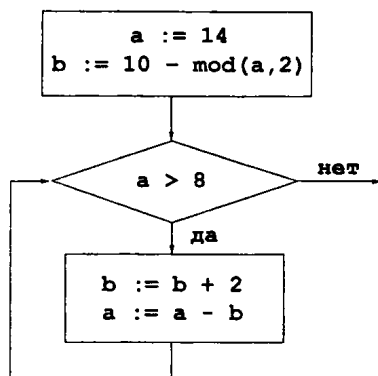 a := 14
b := 10 - mod(a,2)
a > 8
нет
да
b := b + 2
a := a - b